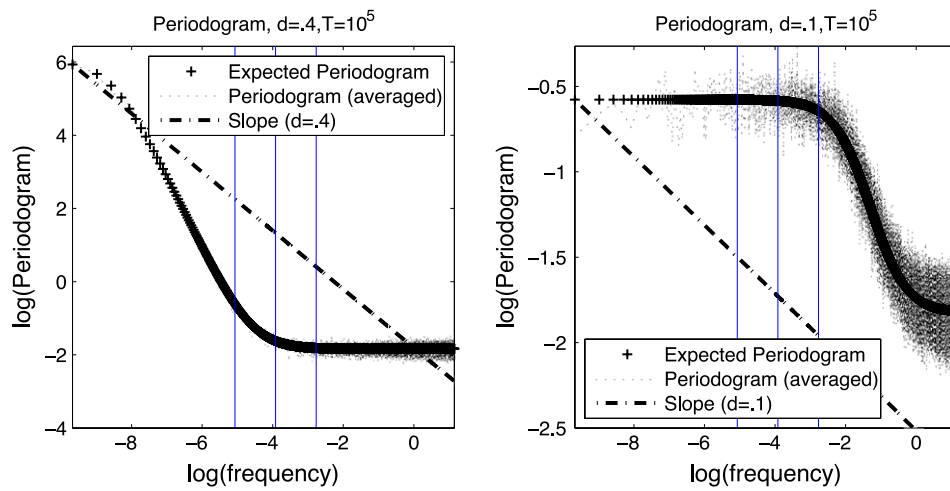 Periodogram, d=.4,T=10^5
log(Periodogram)
6
4
2
0
−2
−4
Expected Periodogram
Periodogram (averaged)
Slope (d=.4)
−8
−6
−4
−2
0
log(frequency)
Periodogram, d=.1,T=10^5
log(Periodogram)
−0.5
−1
−1.5
−2
−2.5
Expected Periodogram
Periodogram (averaged)
Slope (d=.1)
−8
−6
−4
−2
0
log(frequency)